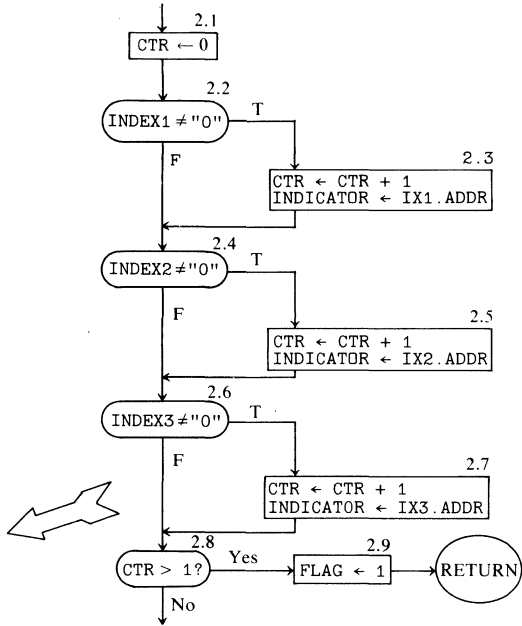 2.1
CTR ← 0
2.2
INDEX1≠"0"
T
F
2.3
CTR ← CTR + 1
INDICATOR ← IX1.ADDR
2.4
INDEX2≠"0"
T
F
2.5
CTR ← CTR + 1
INDICATOR ← IX2.ADDR
2.6
INDEX3≠"0"
T
F
2.7
CTR ← CTR + 1
INDICATOR ← IX3.ADDR
2.8
CTR > 1?
Yes
2.9
FLAG ← 1
RETURN
No